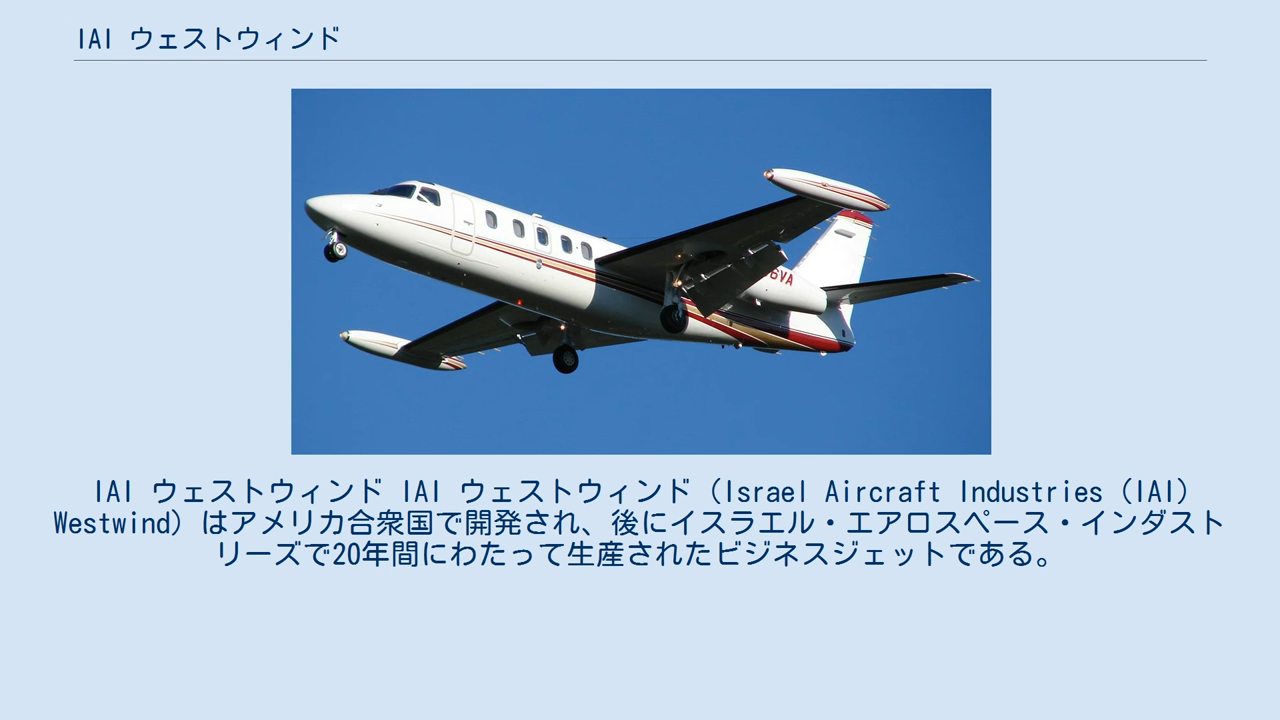 IAI ウェストウィンド
6VA
IAI ウェストウィンド IAI ウェストウィンド（Israel Aircraft Industries（IAI）
Westwind）はアメリカ合衆国で開発され、後にイスラエル・エアロスペース・インダスト
リーズで20年間にわたって生産されたビジネスジェットである。